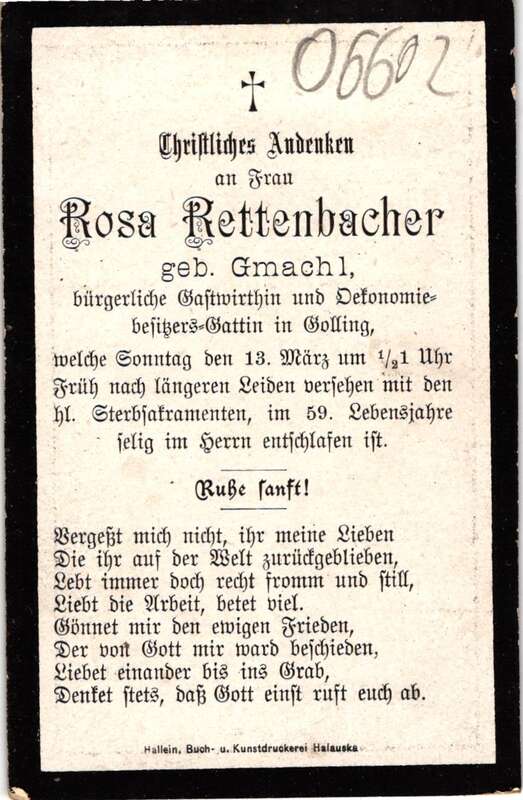 06602
Christliches Andenken
an Frau
Rosa Rettenbacher
geb. Gmachl,
bürgerliche Gastwirthin und Oekonomie-
besitzers-Gattin in Golling,
welche Sonntag den 13. März um 1/2 1 Uhr
Früh nach längeren Leiden versehen mit den
hl. Sterbsakramenten, im 59. Lebensjahre
selig im Herrn entschlafen ist.
Ruhe sanft!
Vergeßt mich nicht, ihr meine Lieben
Die ihr auf der Welt zurückgeblieben,
Lebt immer doch recht fromm und still,
Liebt die Arbeit, betet viel.
Gönnet mir den ewigen Frieden,
Der von Gott mir ward beschieden,
Liebet einander bis ins Grab,
Denket stets, daß Gott einst ruft euch ab.
Hallein, Buch- u. Kunstdruckerei Halauska